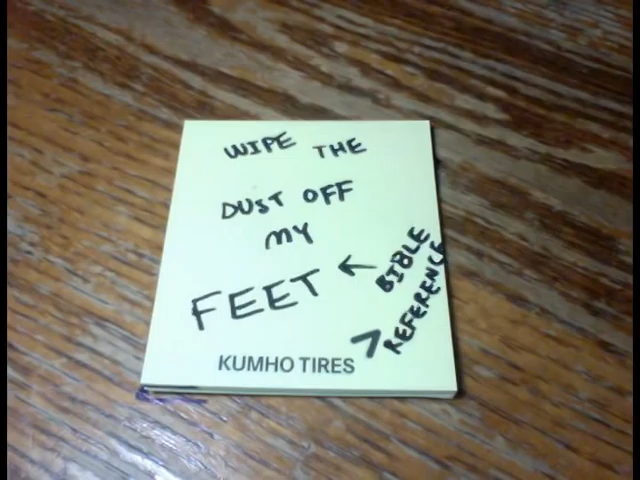 WIPE THE
DUST OFF
MY
FEET
← BIBLE
REFERENCE
>
KUMHO TIRES